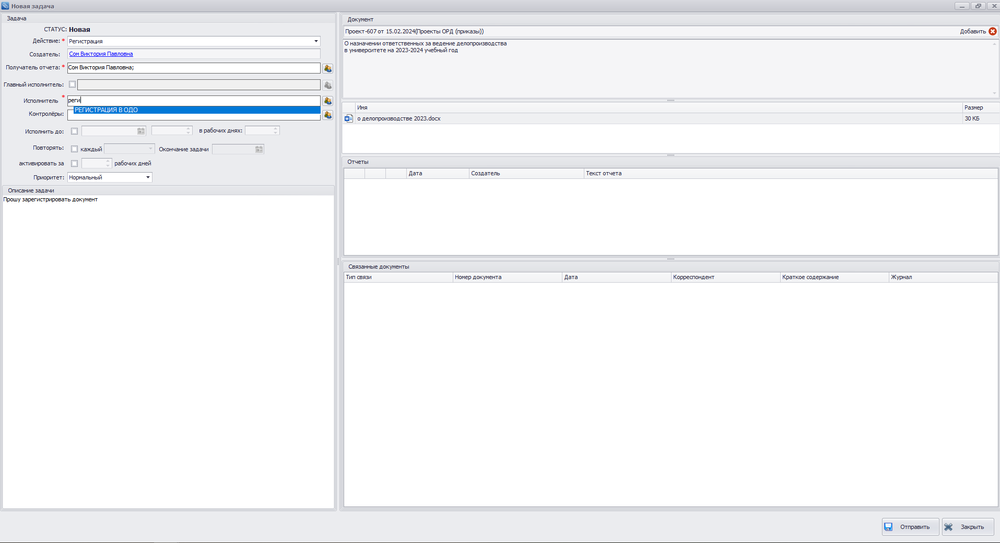 Новая задача
Задача
СТАТУС: Новая
Действие: * Регистрация
Создатель: Сом Виктория Павловна
Получатель отчета: * Сом Виктория Павловна;
Главный исполнитель:
Исполнитель * реги
РЕГИСТРАЦИЯ В ОДО
Контролёры:
Исполнить до: в рабочих днях:
Повторять: каждый Окончание задачи
активировать за рабочих дней
Приоритет: Нормальный
Описание задачи
Прошу зарегистрировать документ
Документ
Проект-607 от 15.02.2024(Проекты ОРД (приказы)) Добавить
О назначении ответственных за ведение делопроизводства
в университете на 2023-2024 учебный год
Имя Размер
о делопроизводстве 2023.docx 30 КБ
Отчеты
Дата Создатель Текст отчета
Связанные документы
Тип связи Номер документа Дата Корреспондент Краткое содержание Журнал
Отправить Закрыть